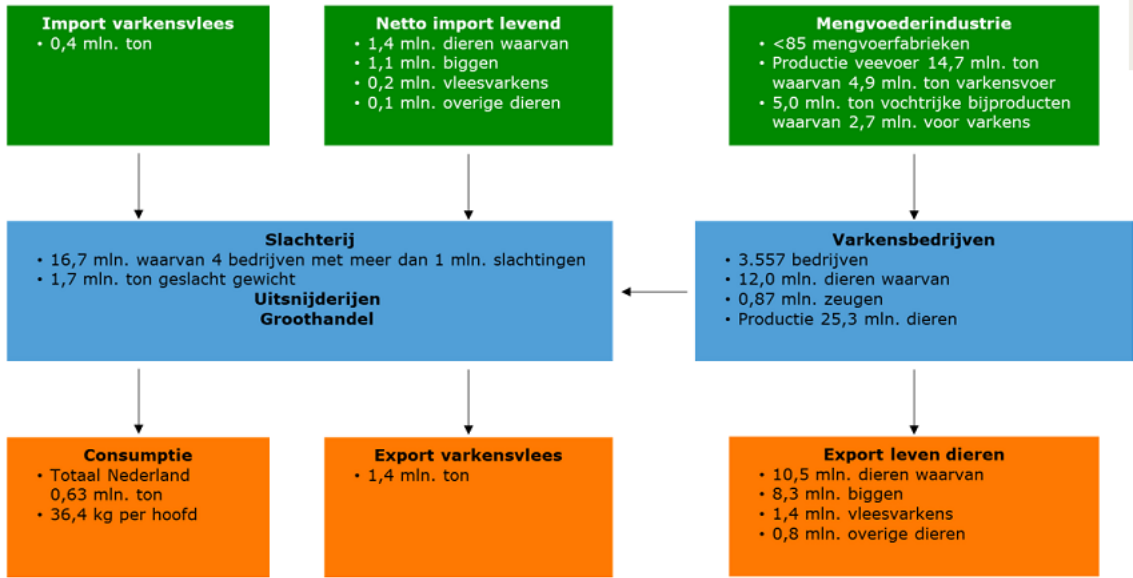 Import varkensvlees
• 0,4 mln. ton
Netto import levend
• 1,4 mln. dieren waarvan
• 1,1 mln. biggen
• 0,2 mln. vleesvarkens
• 0,1 mln. overige dieren
Mengvoederindustrie
• <85 mengvoerfabrieken
• Productie veevoer 14,7 mln. ton
waarvan 4,9 mln. ton varkensvoer
• 5,0 mln. ton vochtrijke bijproducten
waarvan 2,7 mln. voor varkens
Slachterij
• 16,7 mln. waarvan 4 bedrijven met meer dan 1 mln. slachtingen
• 1,7 mln. ton geslacht gewicht
Uitsnijderijen
Groothandel
Varkensbedrijven
• 3.557 bedrijven
• 12,0 mln. dieren waarvan
• 0,87 mln. zeugen
• Productie 25,3 mln. dieren
Consumptie
• Totaal Nederland
0,63 mln. ton
• 36,4 kg per hoofd
Export varkensvlees
• 1,4 mln. ton
Export leven dieren
• 10,5 mln. dieren waarvan
• 8,3 mln. biggen
• 1,4 mln. vleesvarkens
• 0,8 mln. overige dieren